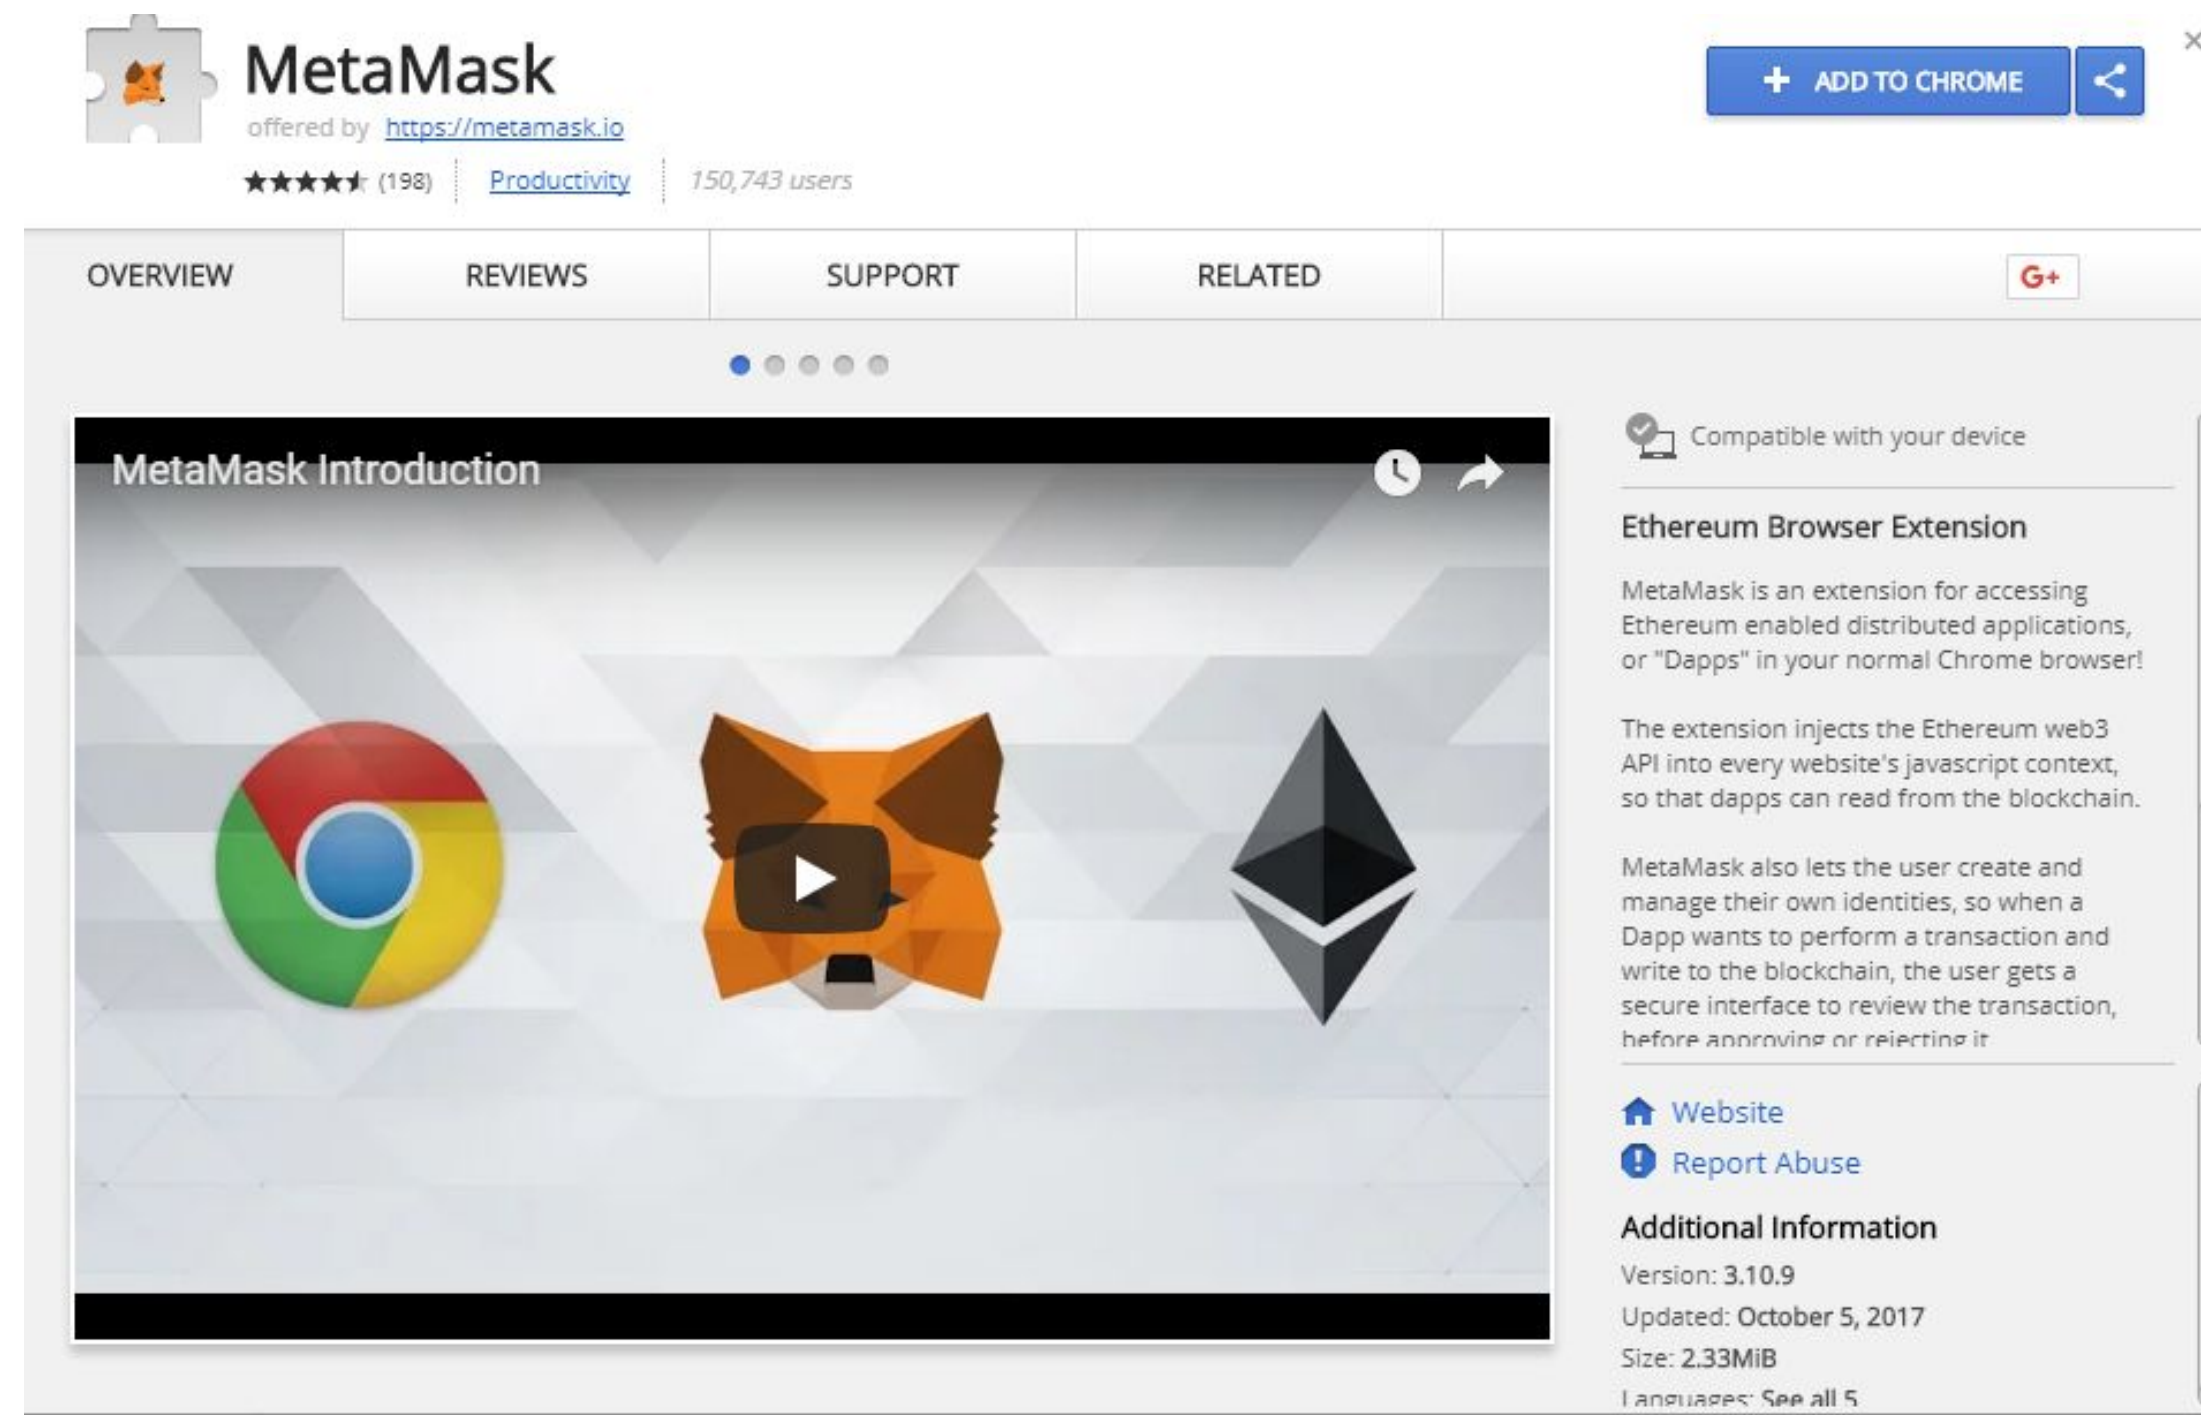 MetaMask
offered by https://metamask.io
(198) Productivity 150,743 users
+ ADD TO CHROME
×
OVERVIEW REVIEWS SUPPORT RELATED G+
MetaMask Introduction
Compatible with your device
Ethereum Browser Extension
MetaMask is an extension for accessing
Ethereum enabled distributed applications,
or "Dapps" in your normal Chrome browser!
The extension injects the Ethereum web3
API into every website's javascript context,
so that dapps can read from the blockchain.
MetaMask also lets the user create and
manage their own identities, so when a
Dapp wants to perform a transaction and
write to the blockchain, the user gets a
secure interface to review the transaction,
before approving or rejecting it
Website
Report Abuse
Additional Information
Version: 3.10.9
Updated: October 5, 2017
Size: 2.33MiB
Languages: See all 5